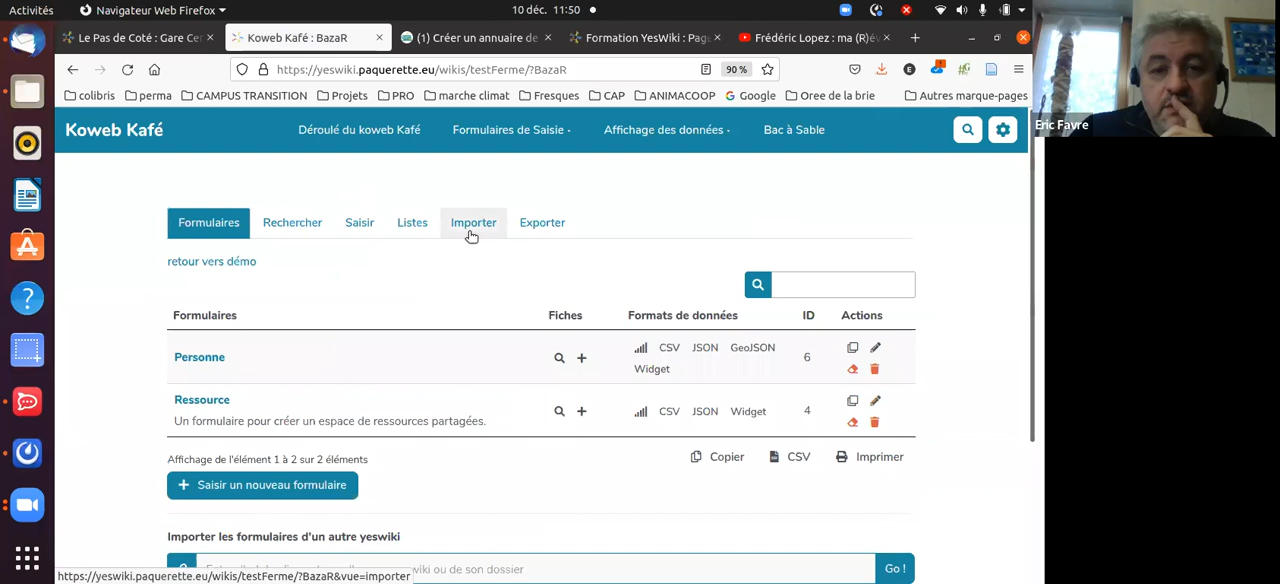 Activités Navigateur Web Firefox 10 déc. 11:50
Le Pas de Coté : Gare Cer Koweb Kafé : BazaR (1) Créer un annuaire de Formation YesWiki : Pag Frédéric Lopez : ma (R)év
https://yeswiki.paquerette.eu/wikis/testFerme/?BazaR 90 %
colibris perma CAMPUS TRANSITION Projets PRO marche climat Fresques CAP ANIMACOOP Google Oree de la brie Autres marque-pages
Koweb Kafé Déroulé du koweb Kafé Formulaires de Saisie Affichage des données Bac à Sable
Eric Favre
Formulaires Rechercher Saisir Listes Importer Exporter
retour vers démo
Formulaires Fiches Formats de données ID Actions
Personne CSV JSON GeoJSON 6
Widget
Ressource CSV JSON Widget 4
Un formulaire pour créer un espace de ressources partagées.
Affichage de l'élément 1 à 2 sur 2 éléments Copier CSV Imprimer
+ Saisir un nouveau formulaire
Importer les formulaires d'un autre yeswiki
wiki ou de son dossier Go !
https://yeswiki.paquerette.eu/wikis/testFerme/?BazaR&vue=importer